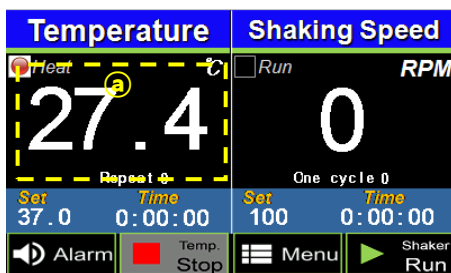 Temperature
Heat
℃
ⓐ
27.4
Repeat 0
Set
Time
37.0
0:00:00
Alarm
Temp.
Stop
Shaking Speed
Run
RPM
0
One cycle 0
Set
Time
100
0:00:00
Menu
Shaker
Run